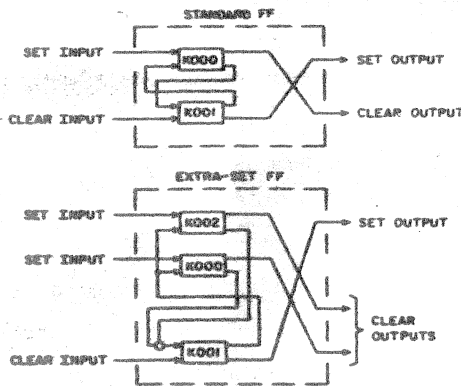 STANDARD FF
SET INPUT
K000
SET OUTPUT
K001
CLEAR INPUT
CLEAR OUTPUT
EXTRA-SET FF
SET INPUT
K002
SET OUTPUT
SET INPUT
K000
CLEAR
OUTPUTS
K001
CLEAR INPUT